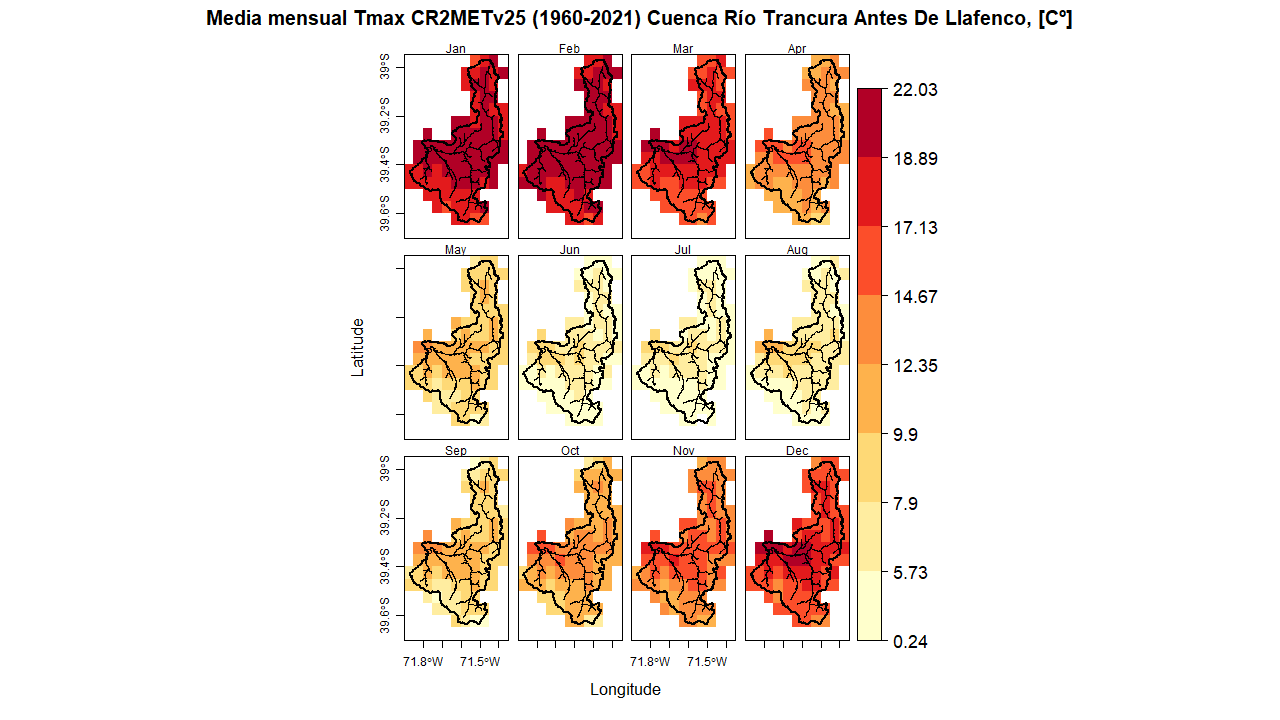 Media mensual Tmax CR2METv25 (1960-2021) Cuenca Río Trancura Antes De Llafenco, [Cº]
Jan Feb Mar Apr
39°S
39.2°S
39.4°S
39.6°S
May Jun Jul Aug
Latitude
Sep Oct Nov Dec
39°S
39.2°S
39.4°S
39.6°S
71.8°W 71.5°W 71.8°W 71.5°W
Longitude
22.03
18.89
17.13
14.67
12.35
9.9
7.9
5.73
0.24